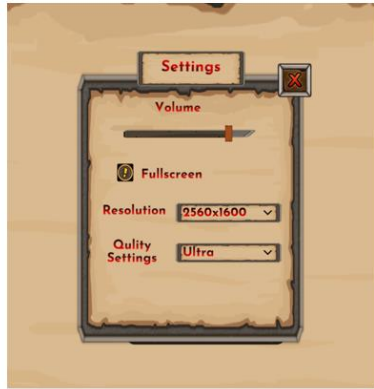 Settings
X
Volume
Fullscreen
Resolution 2560x1600
Qulity
Settings
Ultra